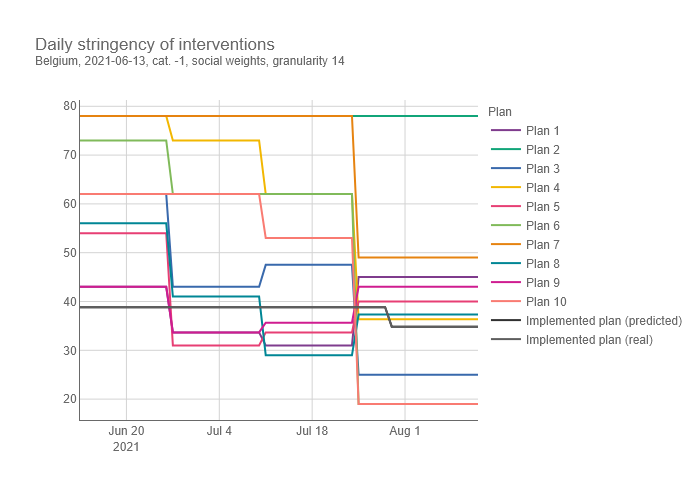 Daily stringency of interventions
Belgium, 2021-06-13, cat. -1, social weights, granularity 14
80
70
60
50
40
30
20
Jun 20
2021
Jul 4
Jul 18
Aug 1
Plan
Plan 1
Plan 2
Plan 3
Plan 4
Plan 5
Plan 6
Plan 7
Plan 8
Plan 9
Plan 10
Implemented plan (predicted)
Implemented plan (real)